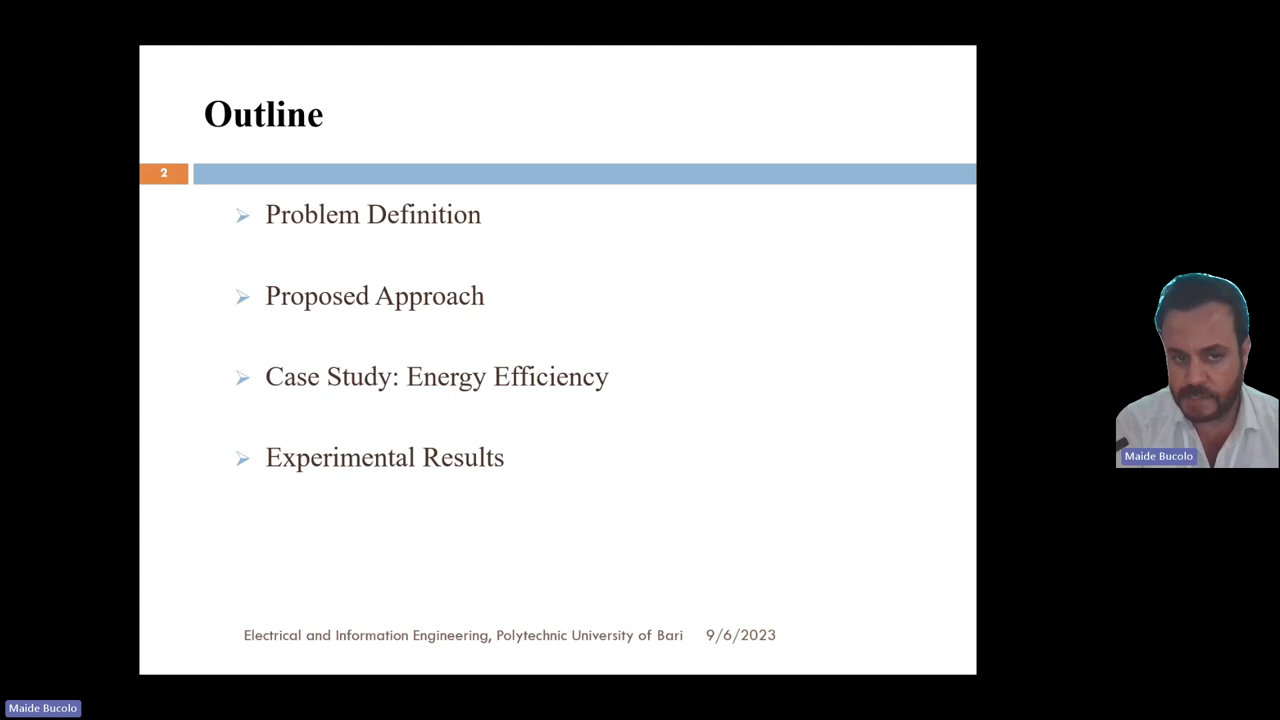 Outline
2
Problem Definition
Proposed Approach
Case Study: Energy Efficiency
Experimental Results
Electrical and Information Engineering, Polytechnic University of Bari 9/6/2023
Maide Bucolo
Maide Bucolo